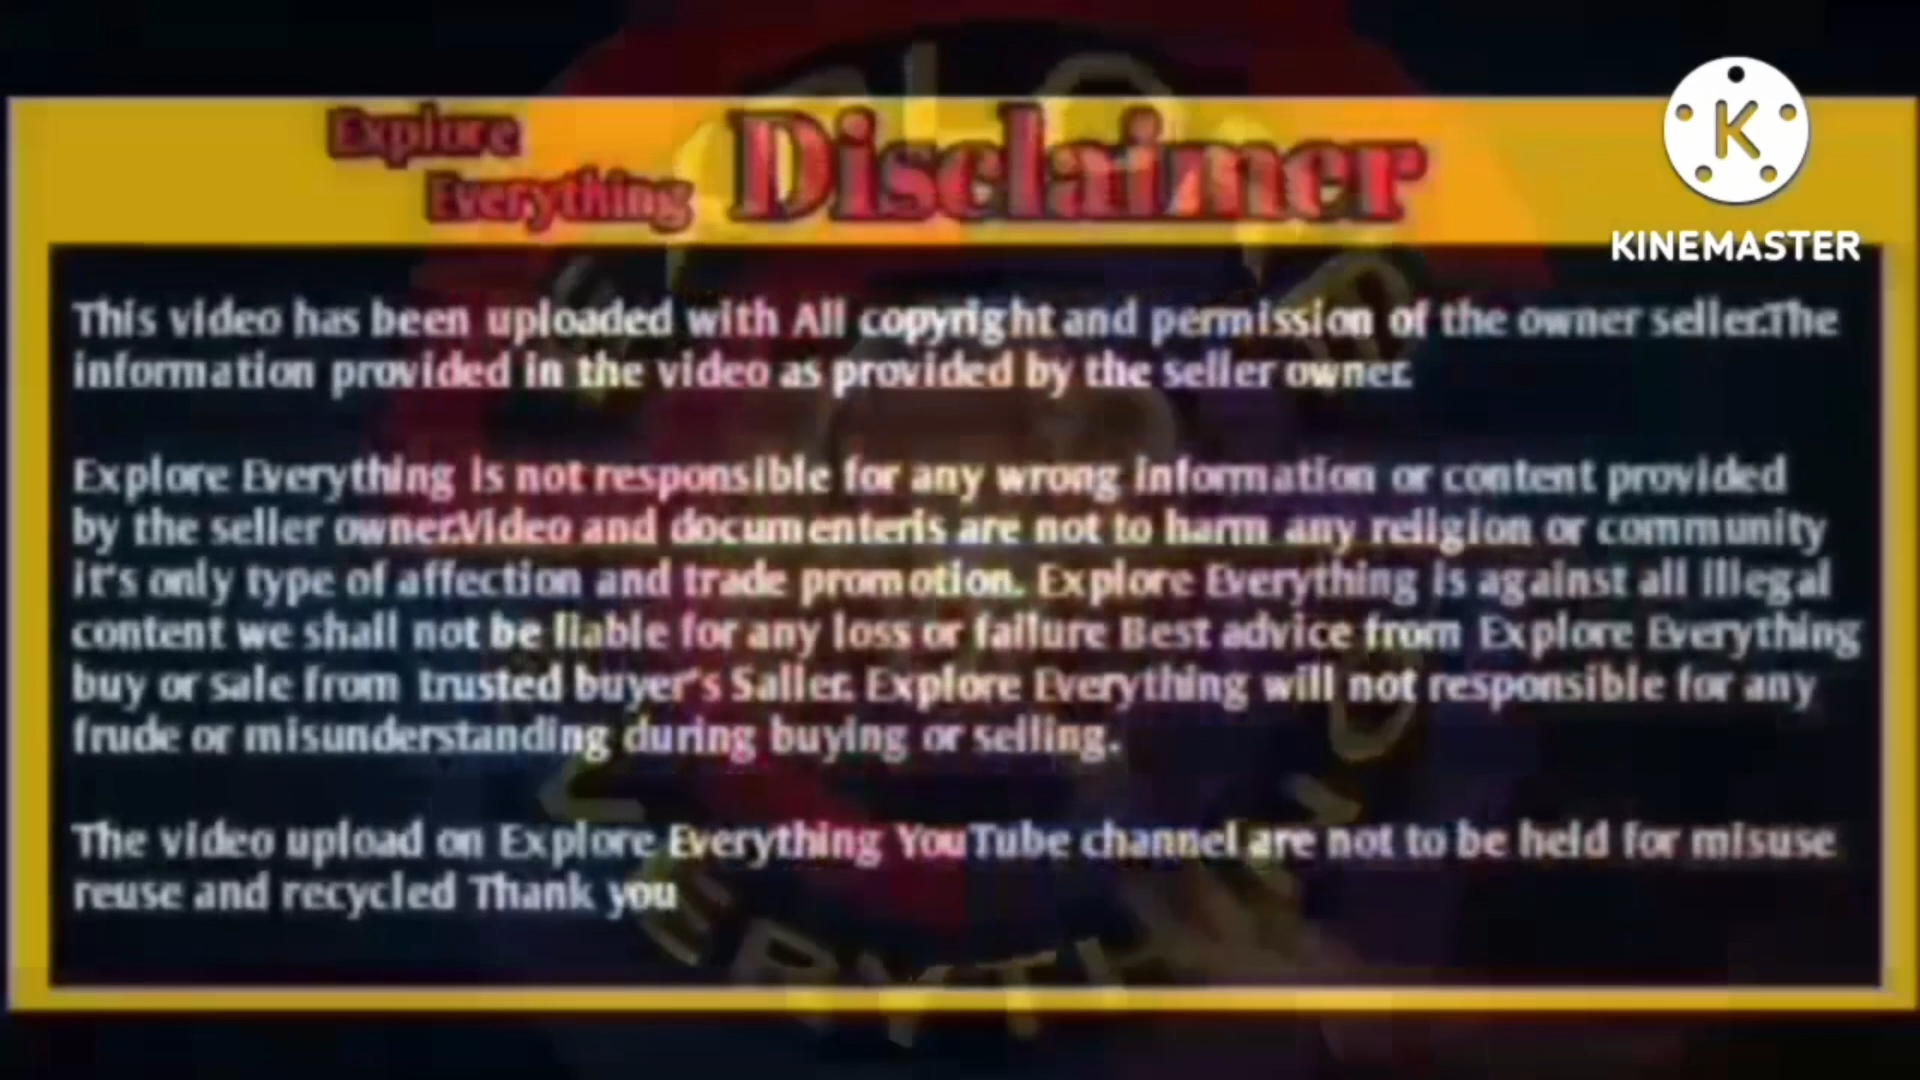 Explore
Everything
Disclaimer
KINEMASTER
This video has been uploaded with All copyright and permission of the owner seller.The
information provided in the video as provided by the seller owner.
Explore Everything is not responsible for any wrong information or content provided
by the seller owner.Video and documenteris are not to harm any religion or community
it's only type of affection and trade promotion. Explore Everything is against all illegal
content we shall not be liable for any loss or failure Best advice from Explore Everything
buy or sale from trusted buyer's Saller. Explore Everything will not responsible for any
frude or misunderstanding during buying or selling.
The video upload on Explore Everything YouTube channel are not to be held for misuse
reuse and recycled Thank you